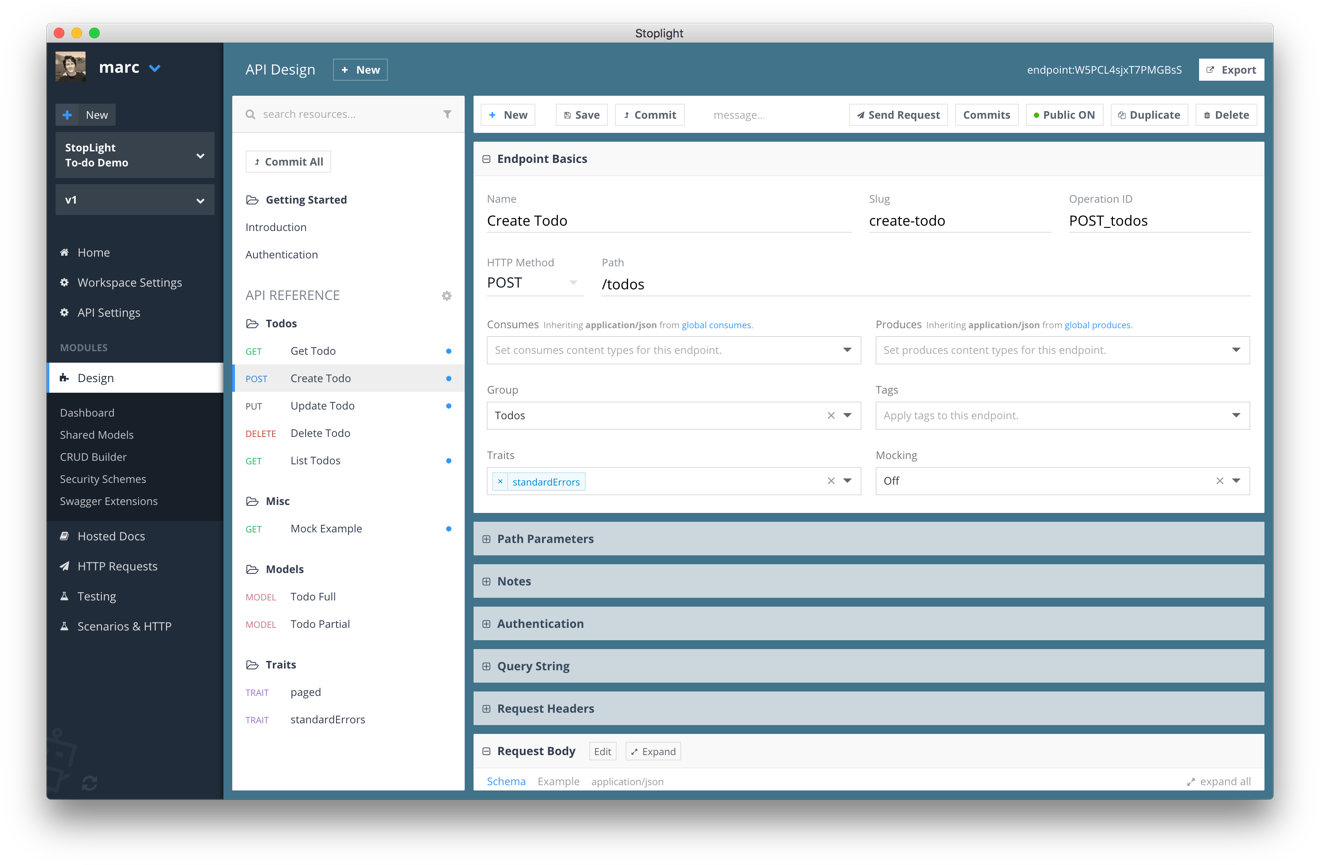 Stoplight
marc
New
StopLight
To-do Demo
v1
Home
Workspace Settings
API Settings
MODULES
Design
Dashboard
Shared Models
CRUD Builder
Security Schemes
Swagger Extensions
Hosted Docs
HTTP Requests
Testing
Scenarios & HTTP
API Design
+ New
endpoint:W5PCL4sjxT7PMGBsS
Export
search resources...
Commit All
Getting Started
Introduction
Authentication
API REFERENCE
Todos
GET Get Todo
POST Create Todo
PUT Update Todo
DELETE Delete Todo
GET List Todos
Misc
GET Mock Example
Models
MODEL Todo Full
MODEL Todo Partial
Traits
TRAIT paged
TRAIT standardErrors
+ New Save Commit message... Send Request Commits Public ON Duplicate Delete
Endpoint Basics
Name Slug Operation ID
Create Todo create-todo POST_todos
HTTP Method Path
POST /todos
Consumes Inheriting application/json from global consumes. Produces Inheriting application/json from global produces.
Set consumes content types for this endpoint. Set produces content types for this endpoint.
Group Tags
Todos Apply tags to this endpoint.
Traits Mocking
× standardErrors Off
Path Parameters
Notes
Authentication
Query String
Request Headers
Request Body Edit Expand
Schema Example application/json expand all